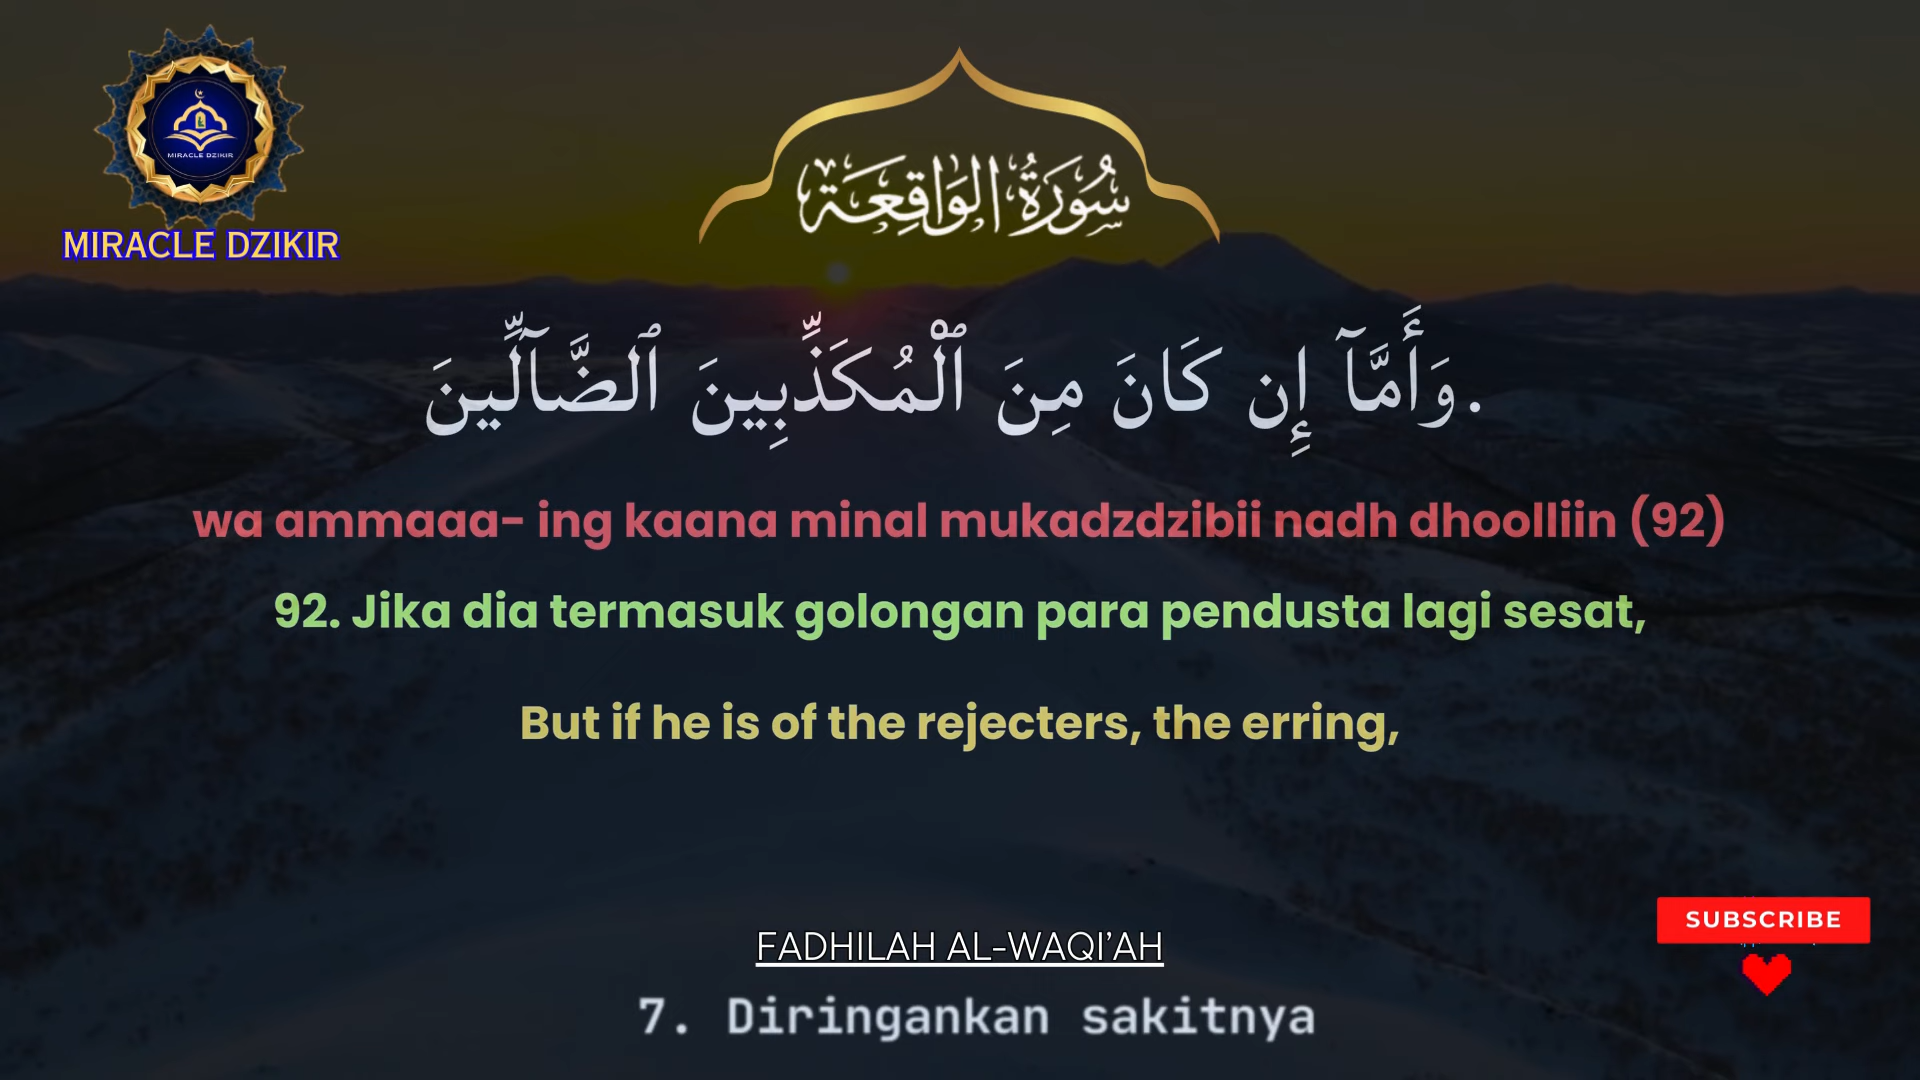 MIRACLE DZIKIR
MIRACLE DZIKIR
سُورَةُ الوَاقِعَة
وَأَمَّآ إِن كَانَ مِنَ ٱلْمُكَذِّبِينَ ٱلضَّآلِّينَ.
wa ammaaa- ing kaana minal mukadzdzibii nadh dhoolliin (92)
92. Jika dia termasuk golongan para pendusta lagi sesat,
But if he is of the rejecters, the erring,
SUBSCRIBE
FADHILAH AL-WAQI'AH
7. Diringankan sakitnya